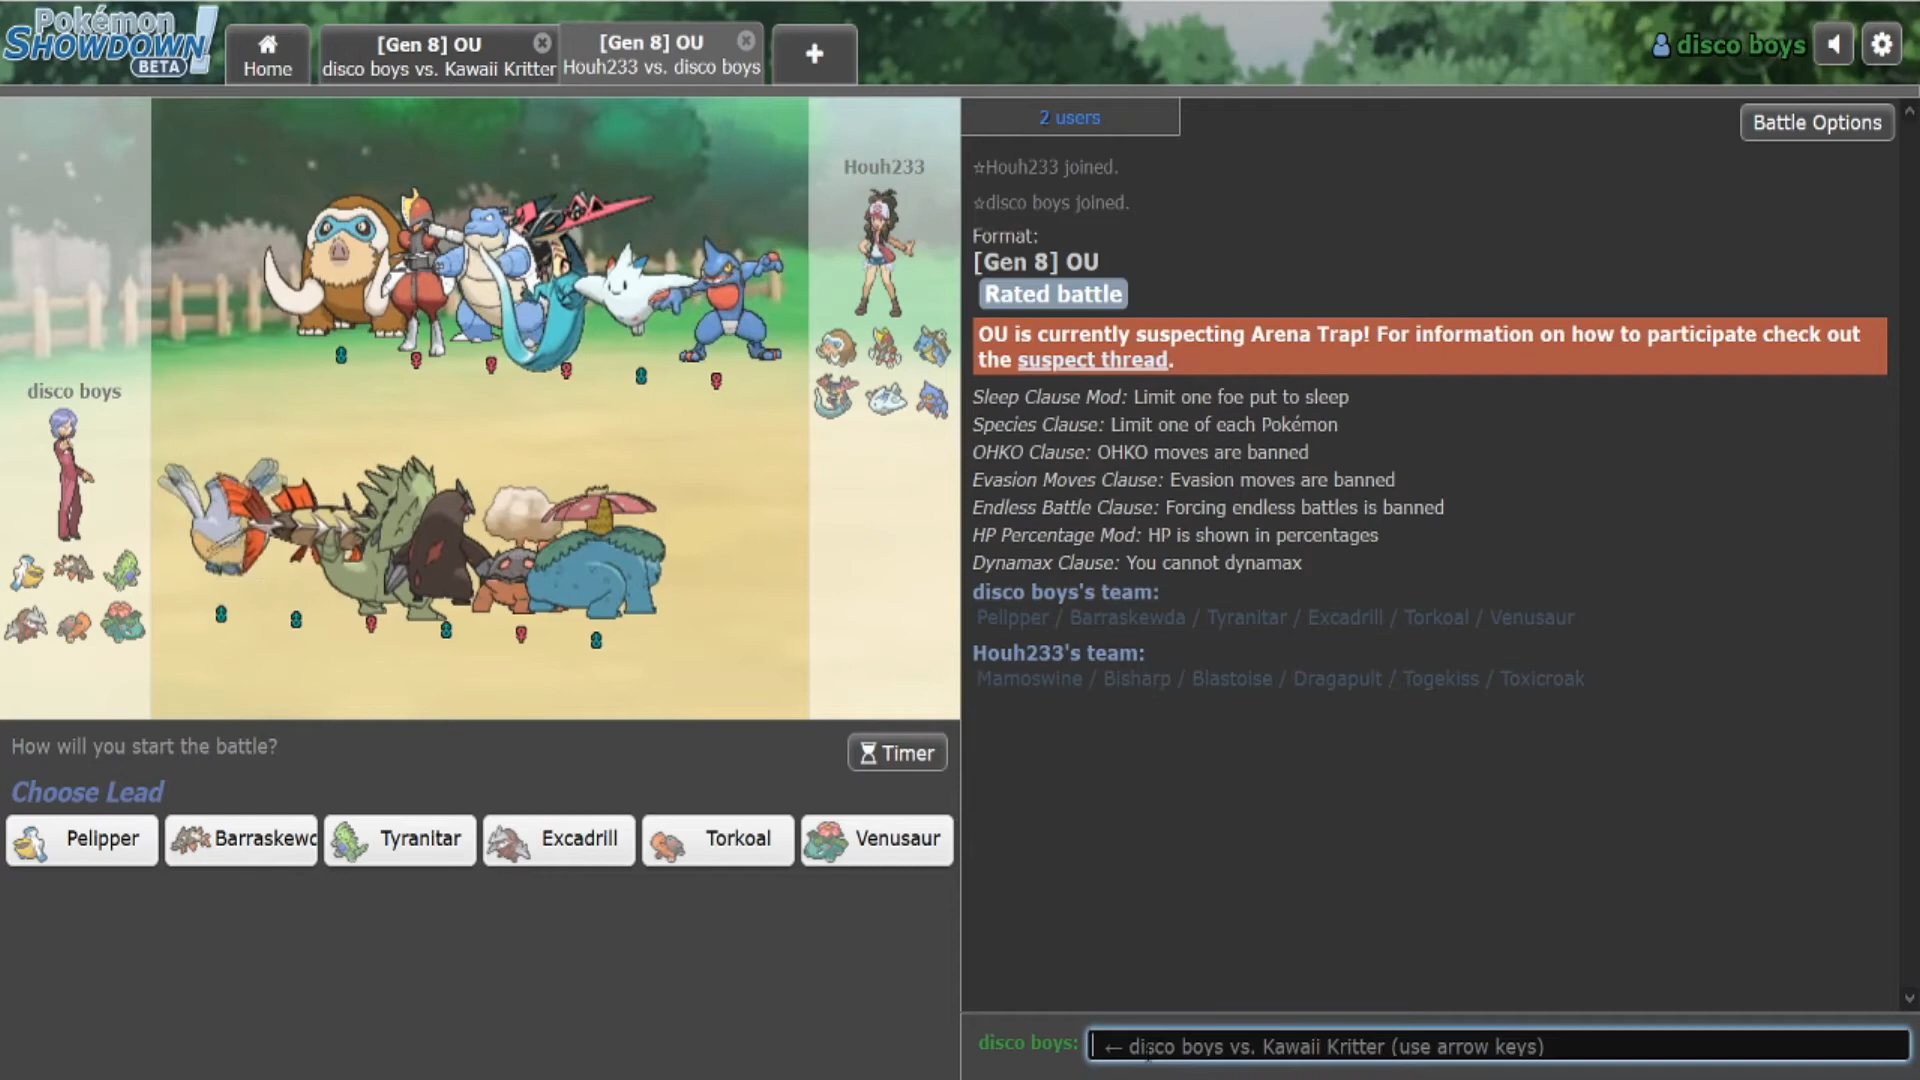 Pokémon
SHOWDOWN!
BETA
Home
[Gen 8] OU
disco boys vs. Kawaii Kritter
[Gen 8] OU
Houh233 vs. disco boys
disco boys
Houh233
disco boys
How will you start the battle?
Timer
Choose Lead
Pelipper
Barraskewd
Tyranitar
Excadrill
Torkoal
Venusaur
2 users
Battle Options
☆Houh233 joined.
☆disco boys joined.
Format:
[Gen 8] OU
Rated battle
OU is currently suspecting Arena Trap! For information on how to participate check out
the suspect thread.
Sleep Clause Mod: Limit one foe put to sleep
Species Clause: Limit one of each Pokémon
OHKO Clause: OHKO moves are banned
Evasion Moves Clause: Evasion moves are banned
Endless Battle Clause: Forcing endless battles is banned
HP Percentage Mod: HP is shown in percentages
Dynamax Clause: You cannot dynamax
disco boys's team:
Pelipper / Barraskewda / Tyranitar / Excadrill / Torkoal / Venusaur
Houh233's team:
Mamoswine / Bisharp / Blastoise / Dragapult / Togekiss / Toxicroak
disco boys:
← disco boys vs. Kawaii Kritter (use arrow keys)